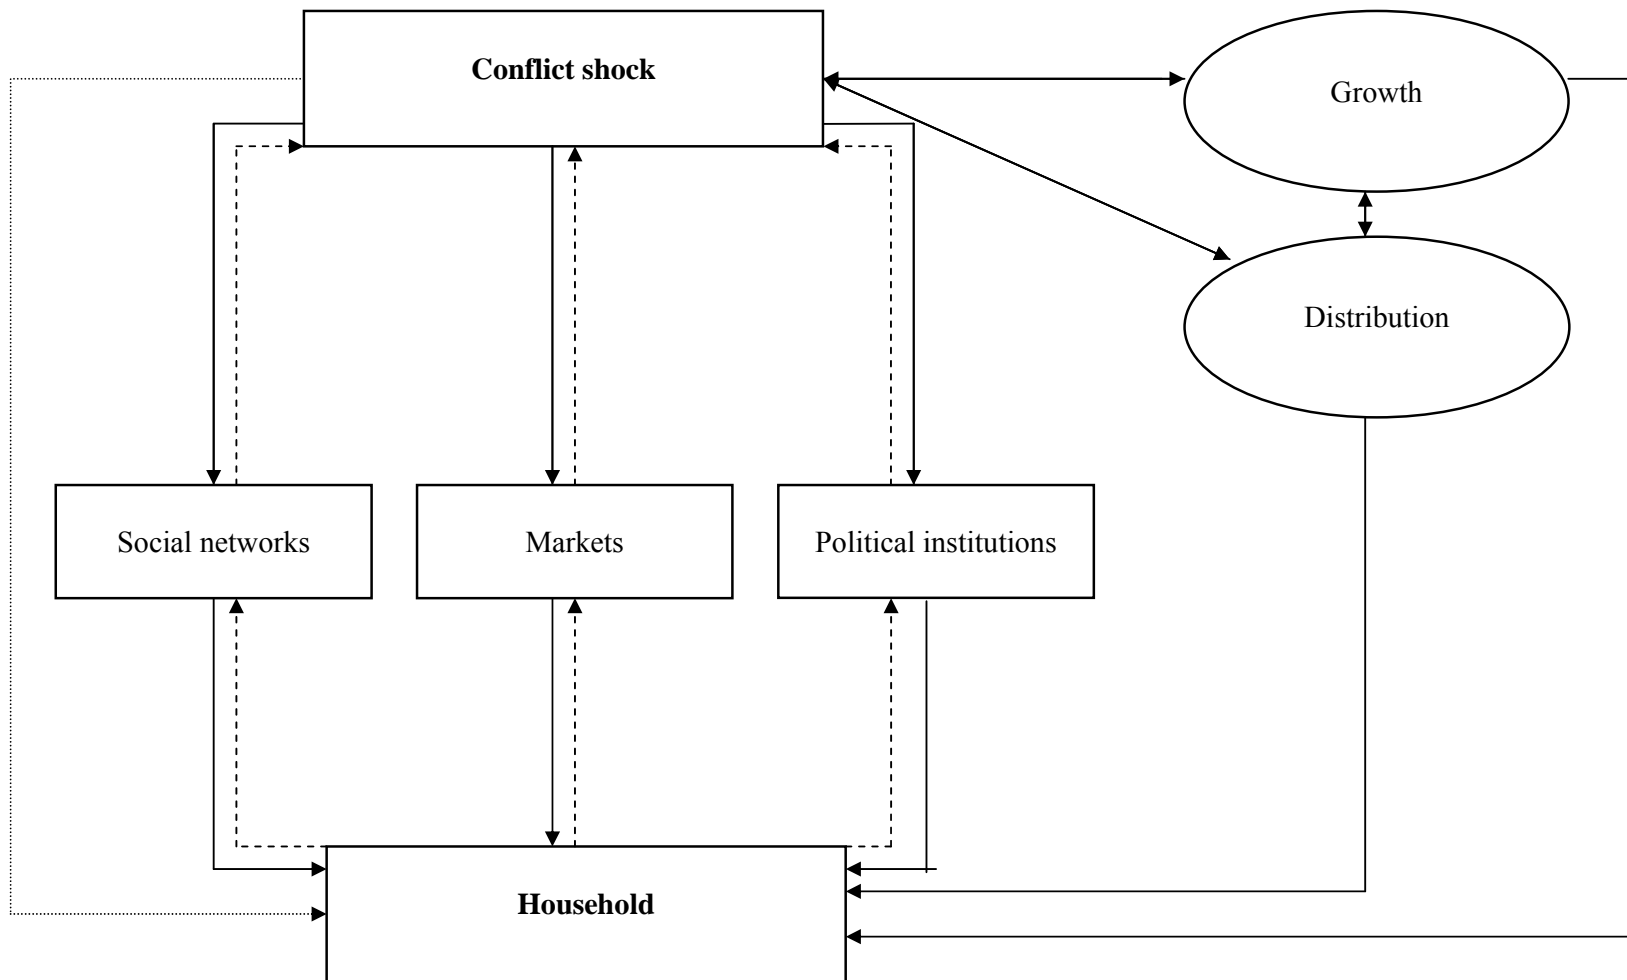 Conflict shock
Growth
Distribution
Social networks
Markets
Political institutions
Household